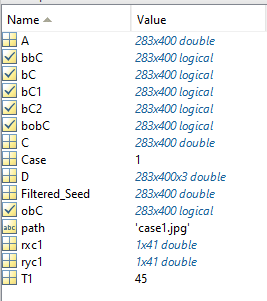 Name Value
A 283x400 double
bbC 283x400 logical
bC 283x400 logical
bC1 283x400 logical
bC2 283x400 logical
bobC 283x400 logical
C 283x400 double
Case 1
D 283x400x3 double
Filtered_Seed 283x400 double
obC 283x400 logical
abc path 'case1.jpg'
rxc1 1x41 double
ryc1 1x41 double
T1 45